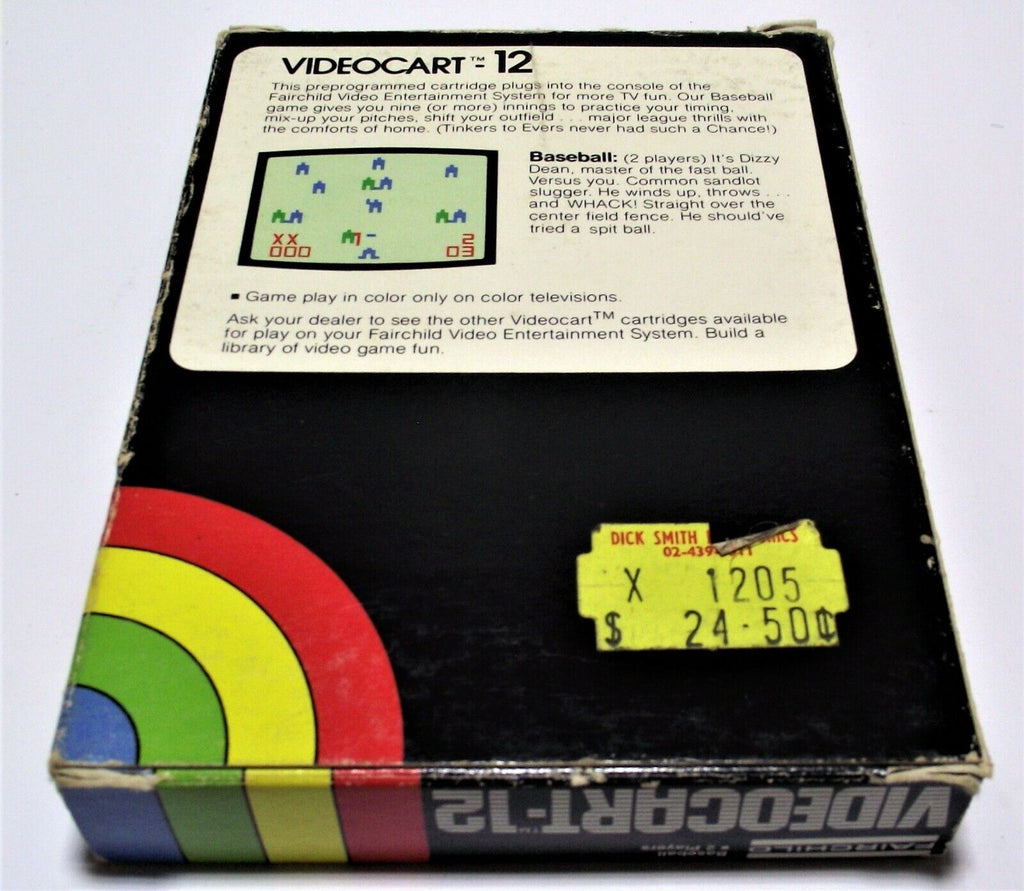 VIDEOCART™-12
This preprogrammed cartridge plugs into the console of the
Fairchild Video Entertainment System for more TV fun. Our Baseball
game gives you nine (or more) innings to practice your timing,
mix-up your pitches, shift your outfield . . . major league thrills with
the comforts of home. (Tinkers to Evers never had such a Chance!)
XX
000
1
2
03
Baseball: (2 players) It's Dizzy
Dean, master of the fast ball.
Versus you. Common sandlot
slugger. He winds up, throws . . .
and WHACK! Straight over the
center field fence. He should've
tried a spit ball.
▪ Game play in color only on color televisions.
Ask your dealer to see the other Videocart™ cartridges available
for play on your Fairchild Video Entertainment System. Build a
library of video game fun.
DICK SMITH
02-439
X 1205
$ 24·50¢
VIDEOCART™-12
FAIRCHILD
Baseball
2 Players